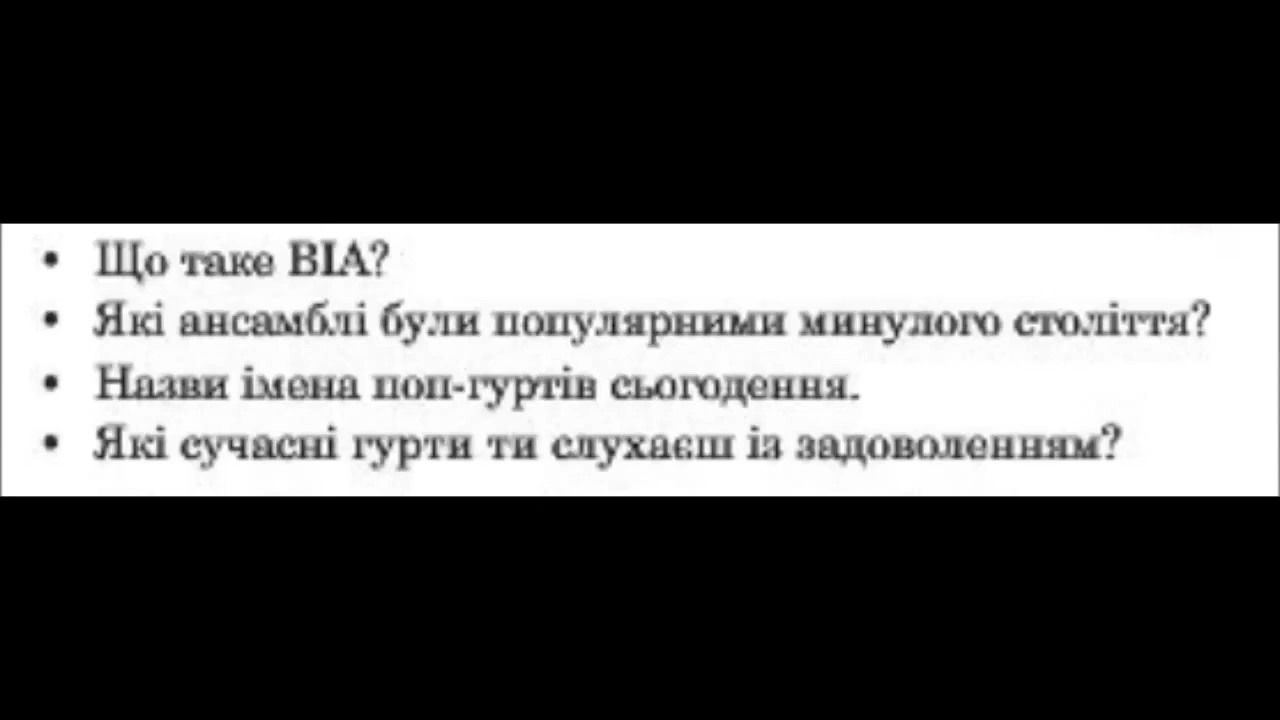 • Що таке ВІА?
• Які ансамблі були популярними минулого століття?
• Назви імена поп-гуртів сьогодення.
• Які сучасні гурти ти слухаєш із задоволенням?